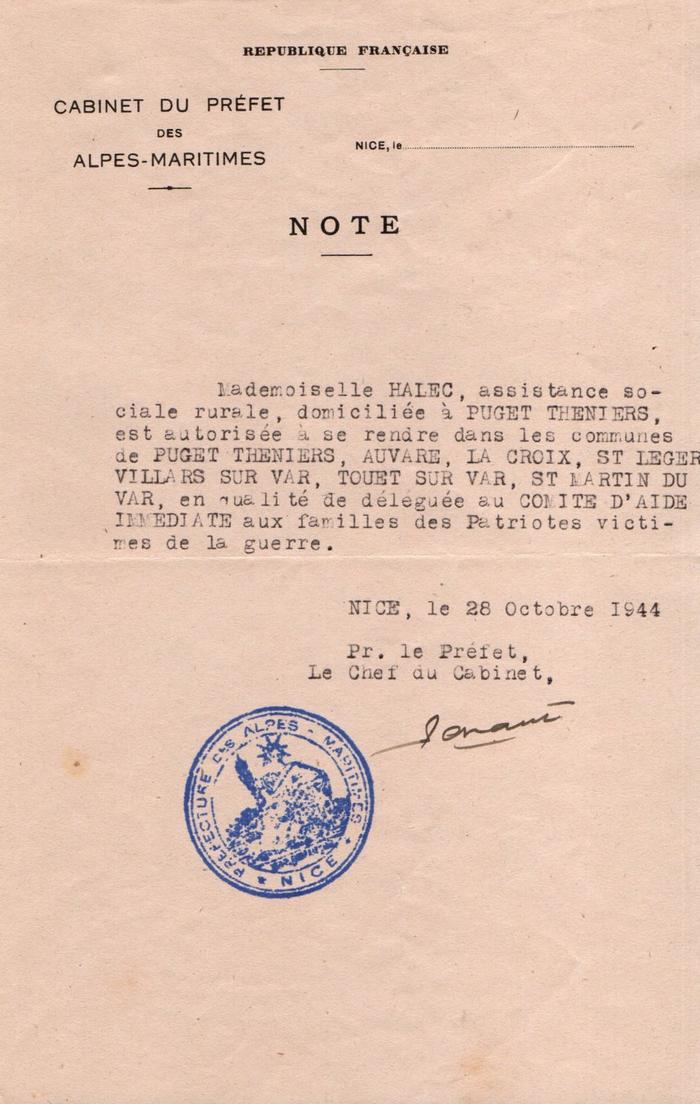 REPUBLIQUE FRANÇAISE
CABINET DU PRÉFET
DES
ALPES-MARITIMES
NICE, le
NOTE
Mademoiselle HALEC, assistance so-
ciale rurale, domiciliée à PUGET THENIERS,
est autorisée à se rendre dans les communes
de PUGET THENIERS, AUVARE, LA CROIX, ST LEGER
VILLARS SUR VAR, TOUET SUR VAR, ST MARTIN DU
VAR, en qualité de déléguée au COMITE D'AIDE
IMMEDIATE aux familles des Patriotes victi-
mes de la guerre.
NICE, le 28 Octobre 1944
Pr. le Préfet,
Le Chef du Cabinet,
PRÉFECTURE DES ALPES - MARITIMES
★ NICE ★